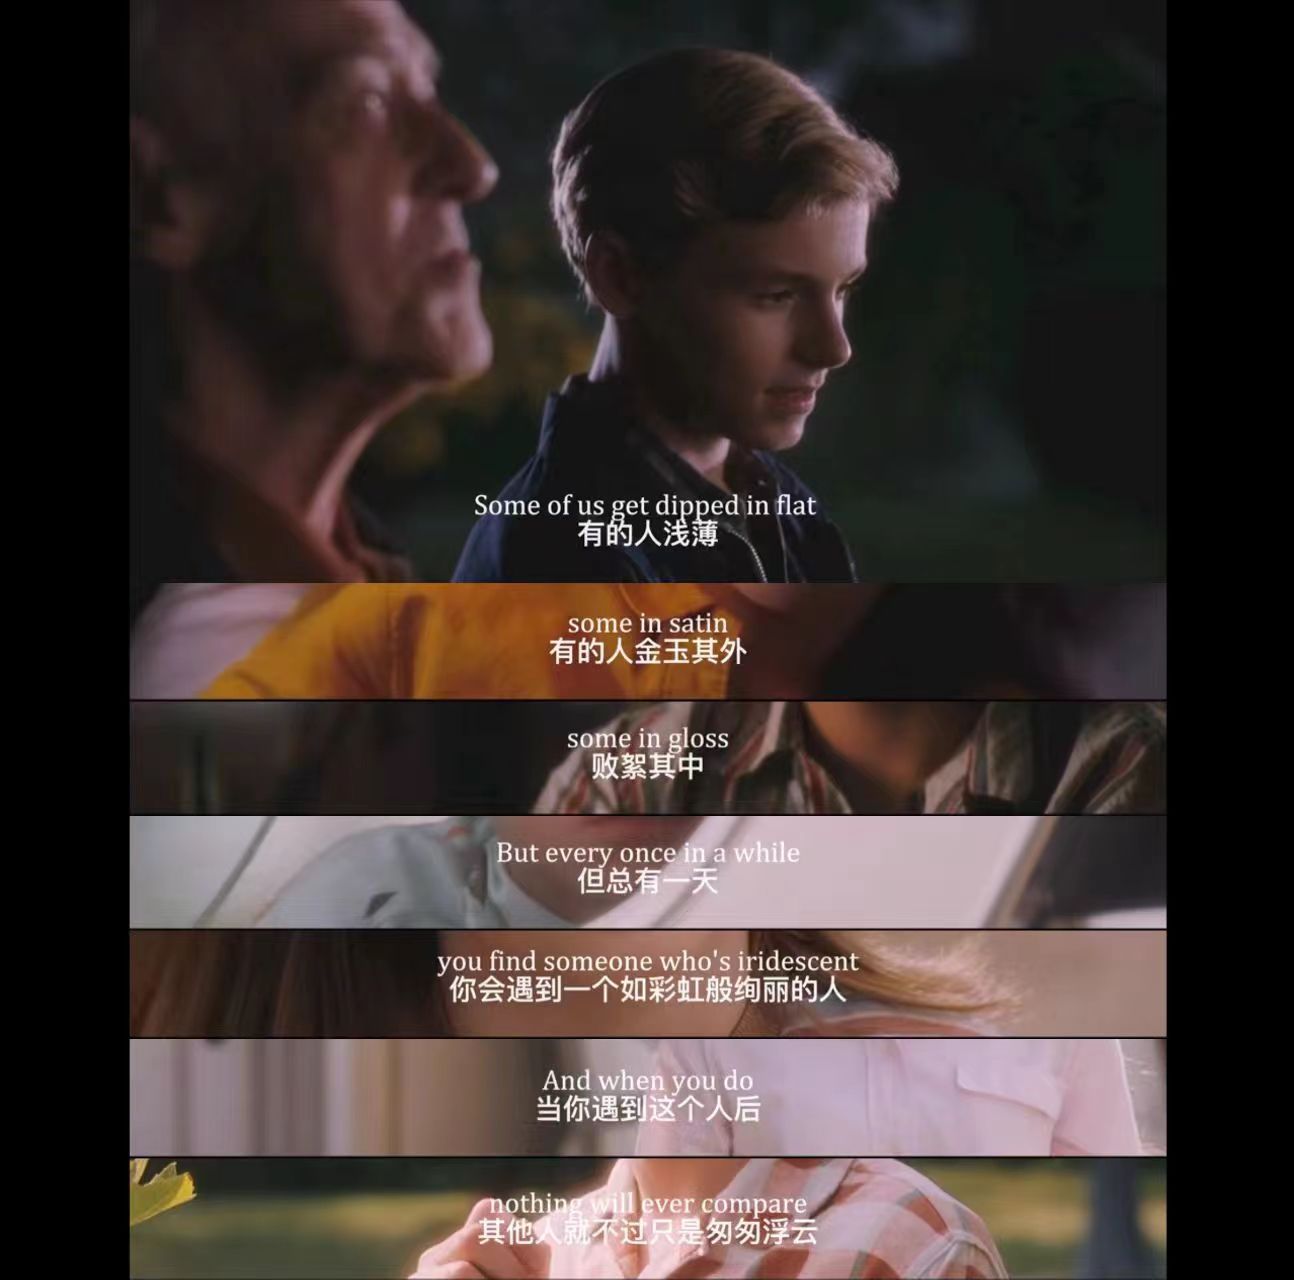 Some of us get dipped in flat
有的人浅薄
some in satin
有的人金玉其外
some in gloss
败絮其中
But every once in a while
但总有一天
you find someone who's iridescent
你会遇到一个如彩虹般绚丽的人
And when you do
当你遇到这个人后
nothing will ever compare
其他人就不过只是匆匆浮云